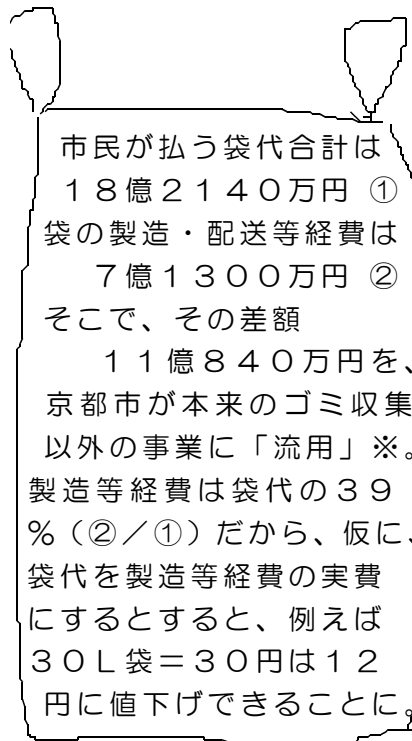 市民が払う袋代合計は
１８億２１４０万円 ①
袋の製造・配送等経費は
７億１３００万円 ②
そこで、その差額
１１億８４０万円を、
京都市が本来のゴミ収集
以外の事業に「流用」※。
製造等経費は袋代の３９
％（②／①）だから、仮に、
袋代を製造等経費の実費
にするとすると、例えば
３０Ｌ袋＝３０円は１２
円に値下げできることに。